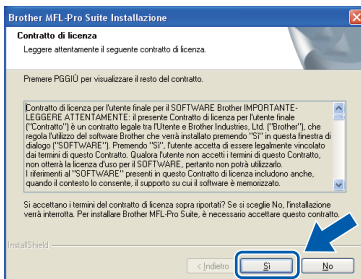 Brother MFL-Pro Suite Installazione
Contratto di licenza
Leggere attentamente il seguente contratto di licenza.
Premere PGGIÙ per visualizzare il resto del contratto.
Contratto di licenza per l'utente finale per il SOFTWARE Brother IMPORTANTE-
LEGGERE ATTENTAMENTE: il presente Contratto di licenza per l'utente finale
("Contratto") è un contratto legale tra l'Utente e Brother Industries, Ltd. ("Brother"), che
regola l'utilizzo del software Brother che verrà installato premendo "Sì" in questa finestra di
dialogo ("SOFTWARE"). Premendo "Sì", l'utente accetta di essere legalmente vincolato
dai termini di questo Contratto. Qualora l'utente non accetti i termini di questo Contratto,
non otterrà la licenza d'uso per il SOFTWARE, pertanto non potrà utilizzarlo.
I riferimenti al "SOFTWARE" presenti in questo Contratto di licenza includono anche,
quando il contesto lo consente, il supporto su cui il software è memorizzato.
Si accettano i termini del contratto di licenza sopra riportati? Se si sceglie No, l'installazione
verrà interrotta. Per installare Brother MFL-Pro Suite, è necessario accettare questo contratto.
InstallShield
< Indietro Sì No